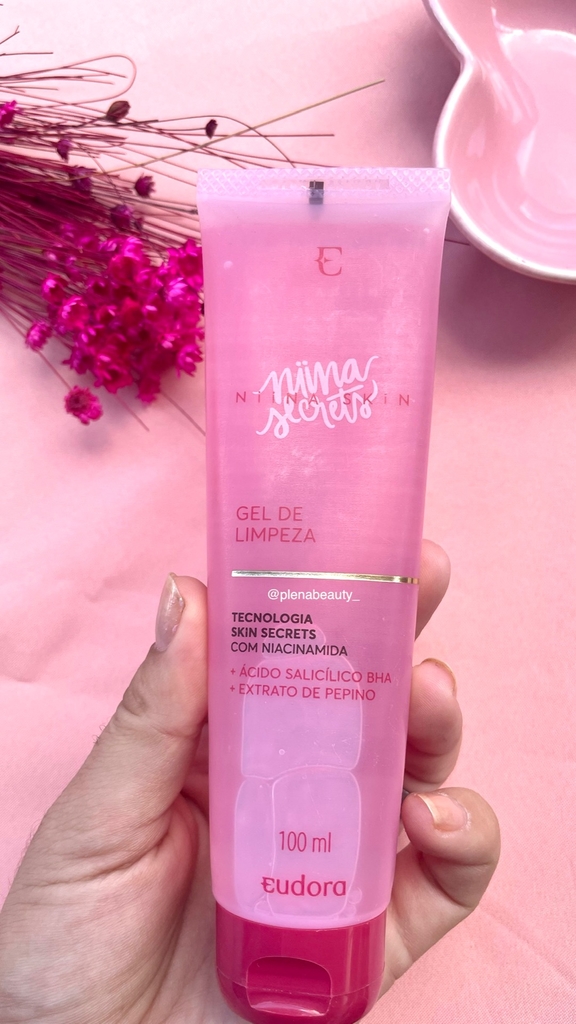 E
niina
NiiNA SKiN
secrets
GEL DE
LIMPEZA
@plenabeauty_
TECNOLOGIA
SKIN SECRETS
COM NIACINAMIDA
+ ÁCIDO SALICÍLICO BHA
+ EXTRATO DE PEPINO
100 ml
eudora